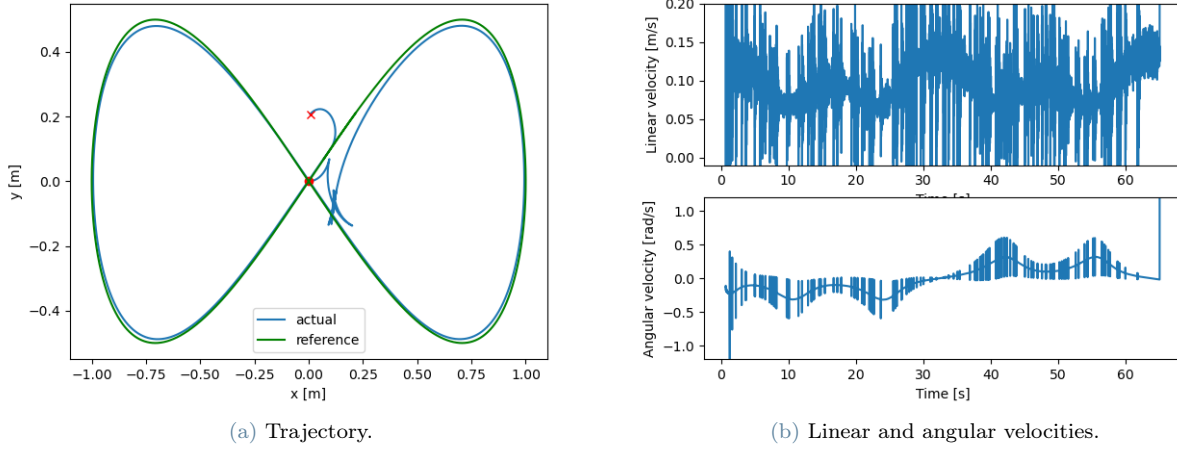 0.4
0.2
0.0
−0.2
−0.4
y [m]
actual
reference
−1.00 −0.75 −0.50 −0.25 0.00 0.25 0.50 0.75 1.00
x [m]
(a) Trajectory.
0.20
0.15
0.10
0.05
0.00
Linear velocity [m/s]
0 10 20 30 40 50 60
Time [s]
1.0
0.5
0.0
−0.5
−1.0
Angular velocity [rad/s]
0 10 20 30 40 50 60
Time [s]
(b) Linear and angular velocities.